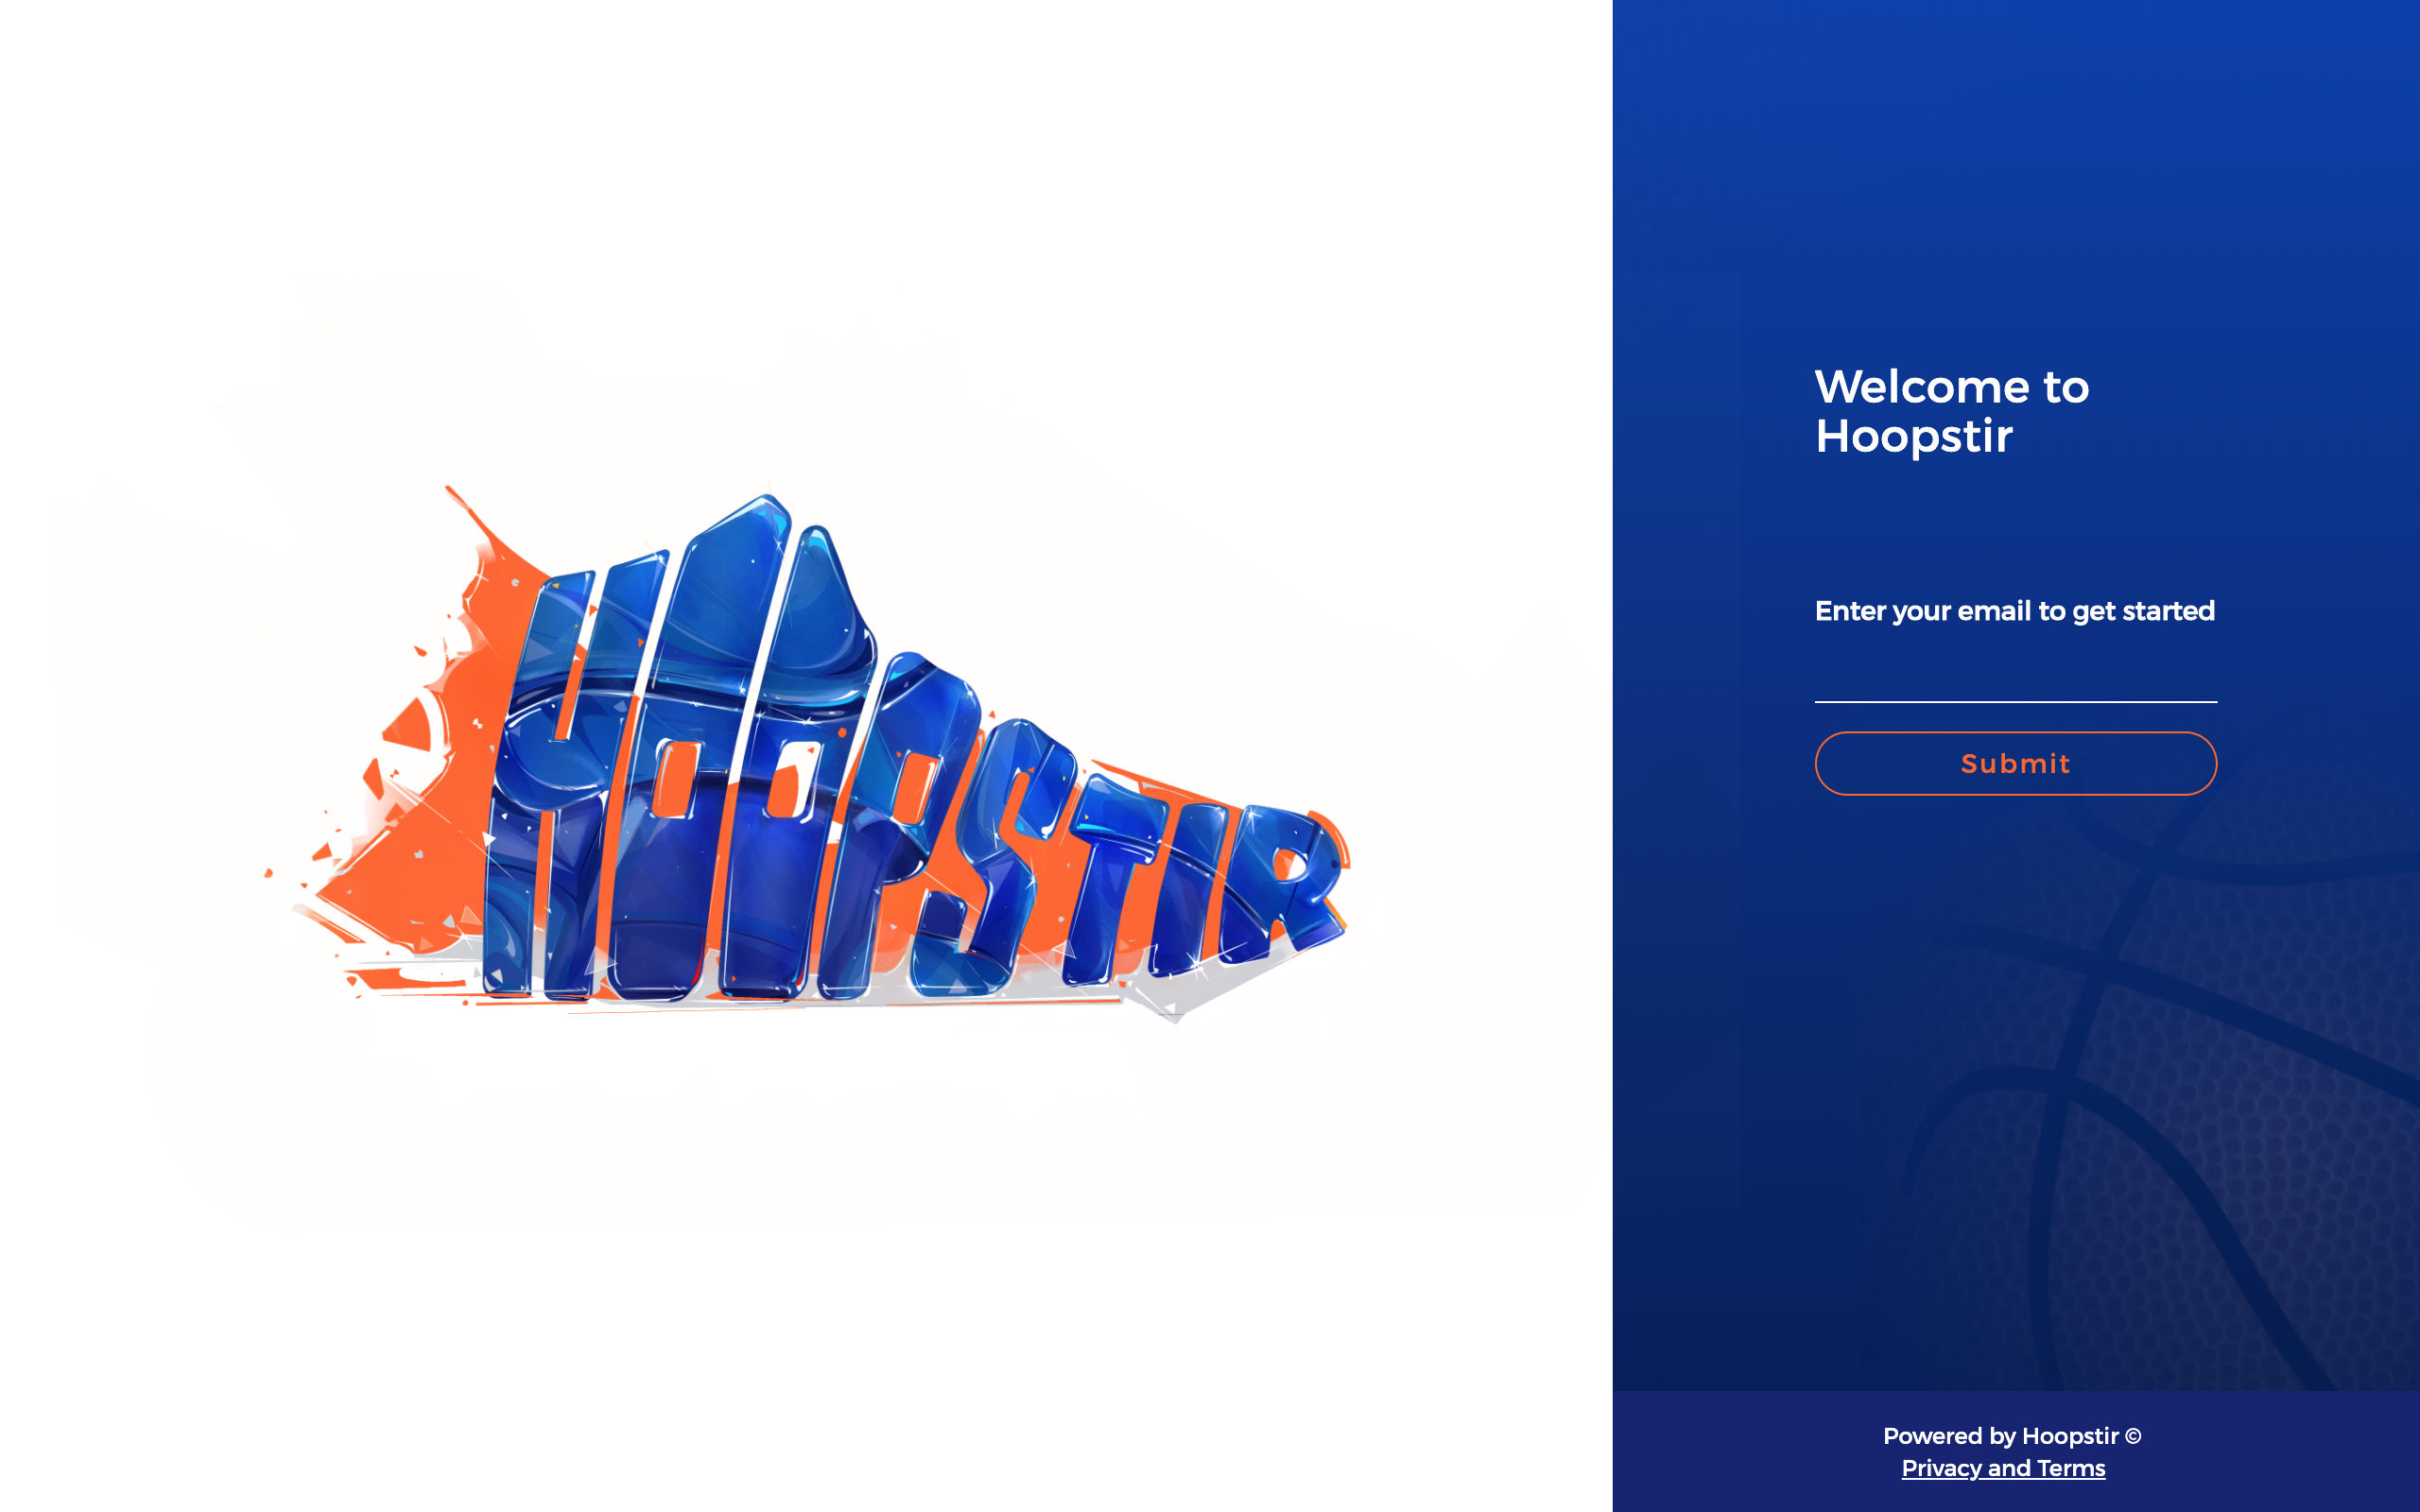 HOOPSTIR
Welcome to
Hoopstir
Enter your email to get started
Submit
Powered by Hoopstir ©
Privacy and Terms